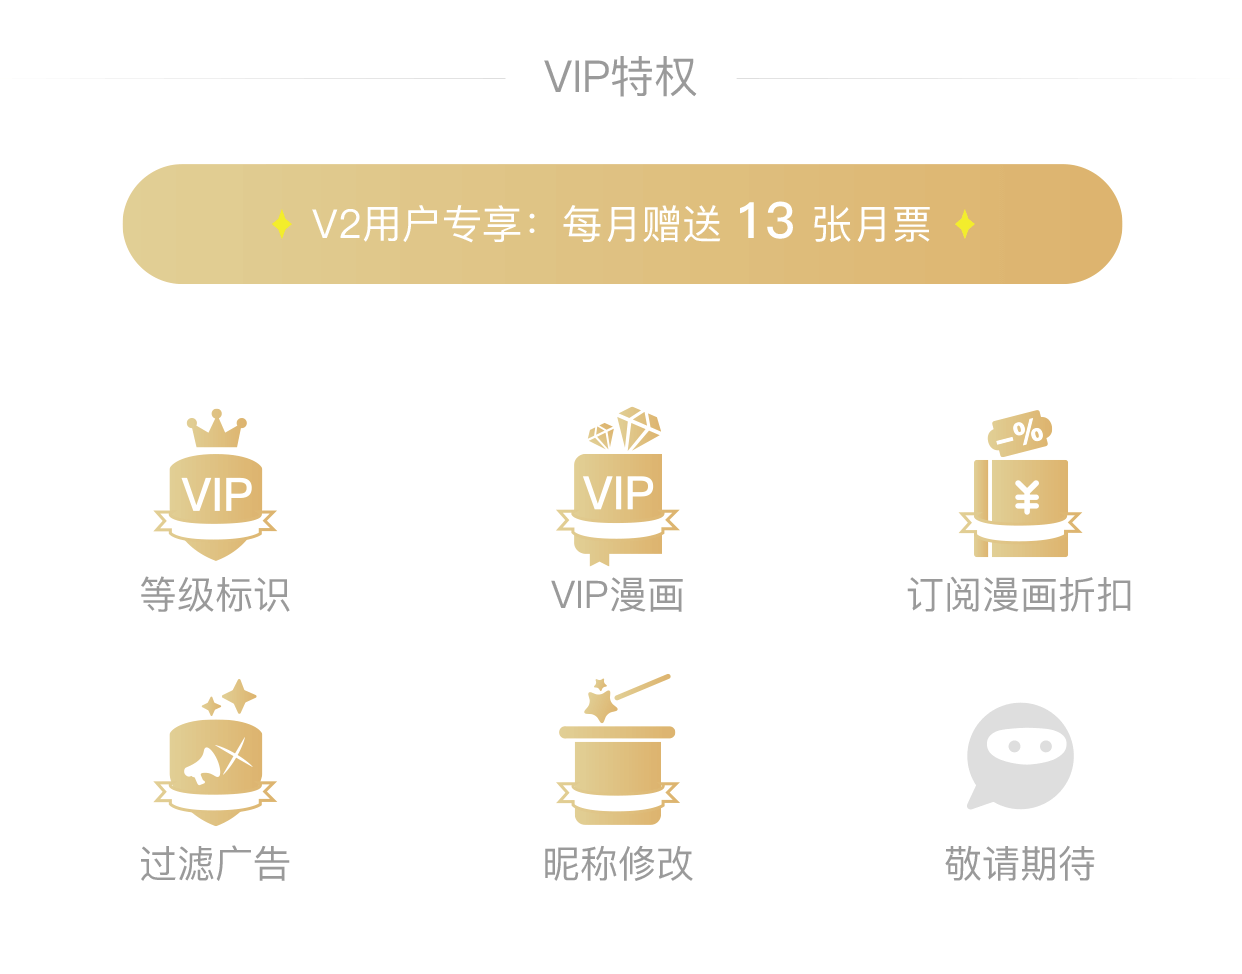 VIP特权
V2用户专享：每月赠送 13 张月票
VIP
VIP
-%
¥
等级标识
VIP漫画
订阅漫画折扣
过滤广告
昵称修改
敬请期待